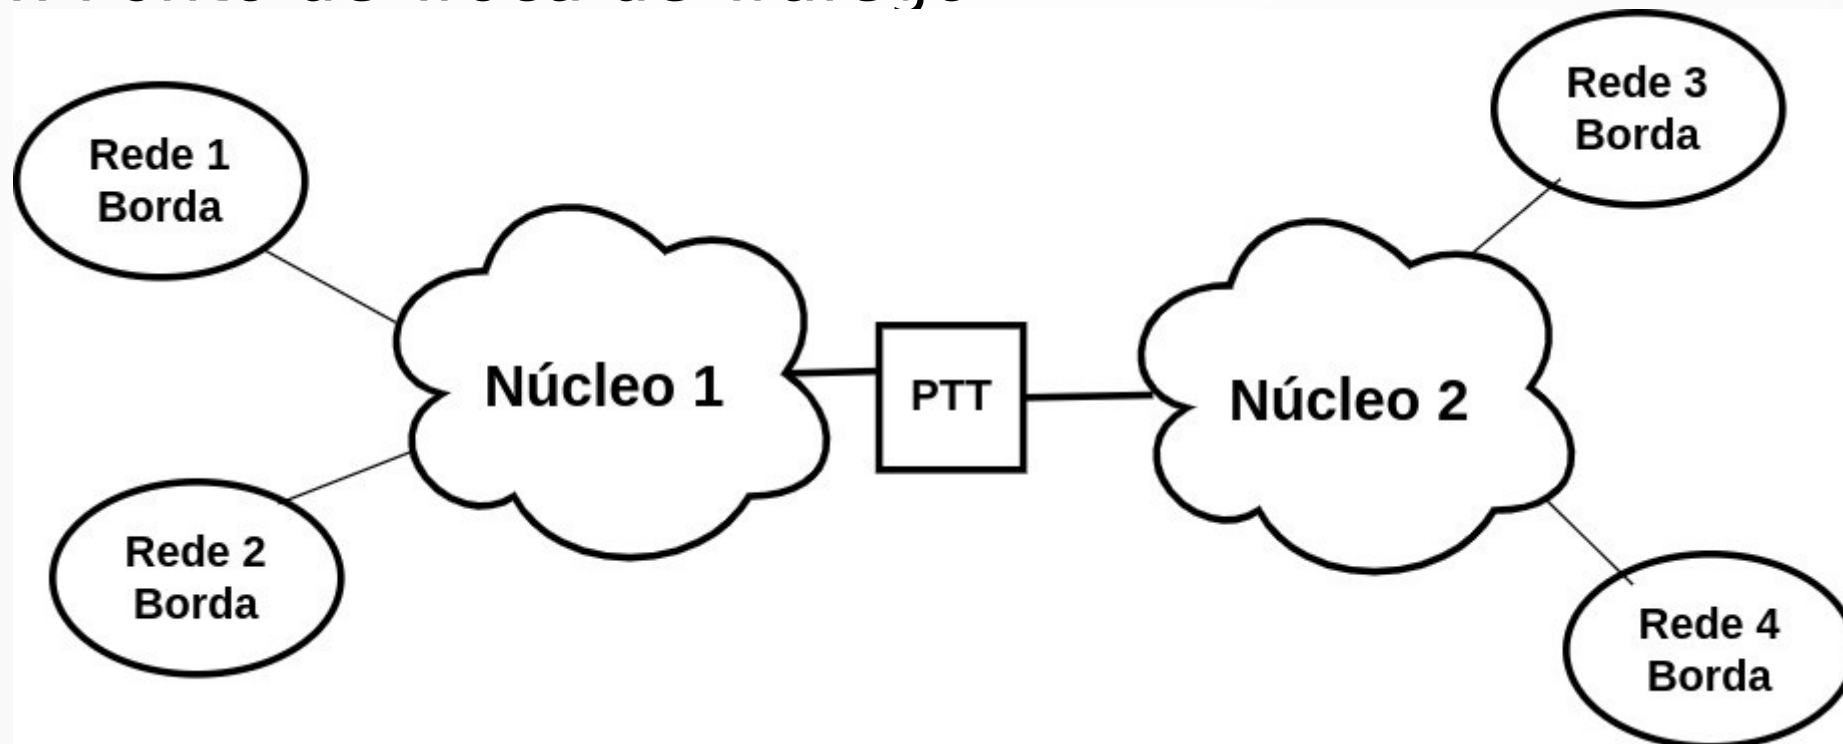 Rede 1
Borda
Rede 2
Borda
Núcleo 1
PTT
Núcleo 2
Rede 3
Borda
Rede 4
Borda